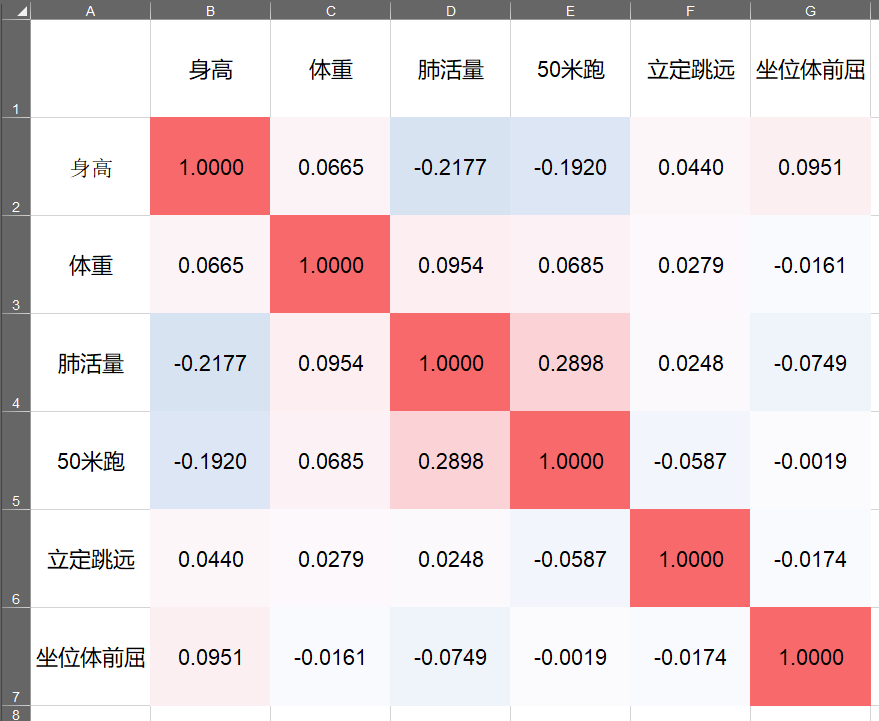 A B C D E F G
1 身高 体重 肺活量 50米跑 立定跳远 坐位体前屈
2 身高 1.0000 0.0665 -0.2177 -0.1920 0.0440 0.0951
3 体重 0.0665 1.0000 0.0954 0.0685 0.0279 -0.0161
4 肺活量 -0.2177 0.0954 1.0000 0.2898 0.0248 -0.0749
5 50米跑 -0.1920 0.0685 0.2898 1.0000 -0.0587 -0.0019
6 立定跳远 0.0440 0.0279 0.0248 -0.0587 1.0000 -0.0174
7 坐位体前屈 0.0951 -0.0161 -0.0749 -0.0019 -0.0174 1.0000
8